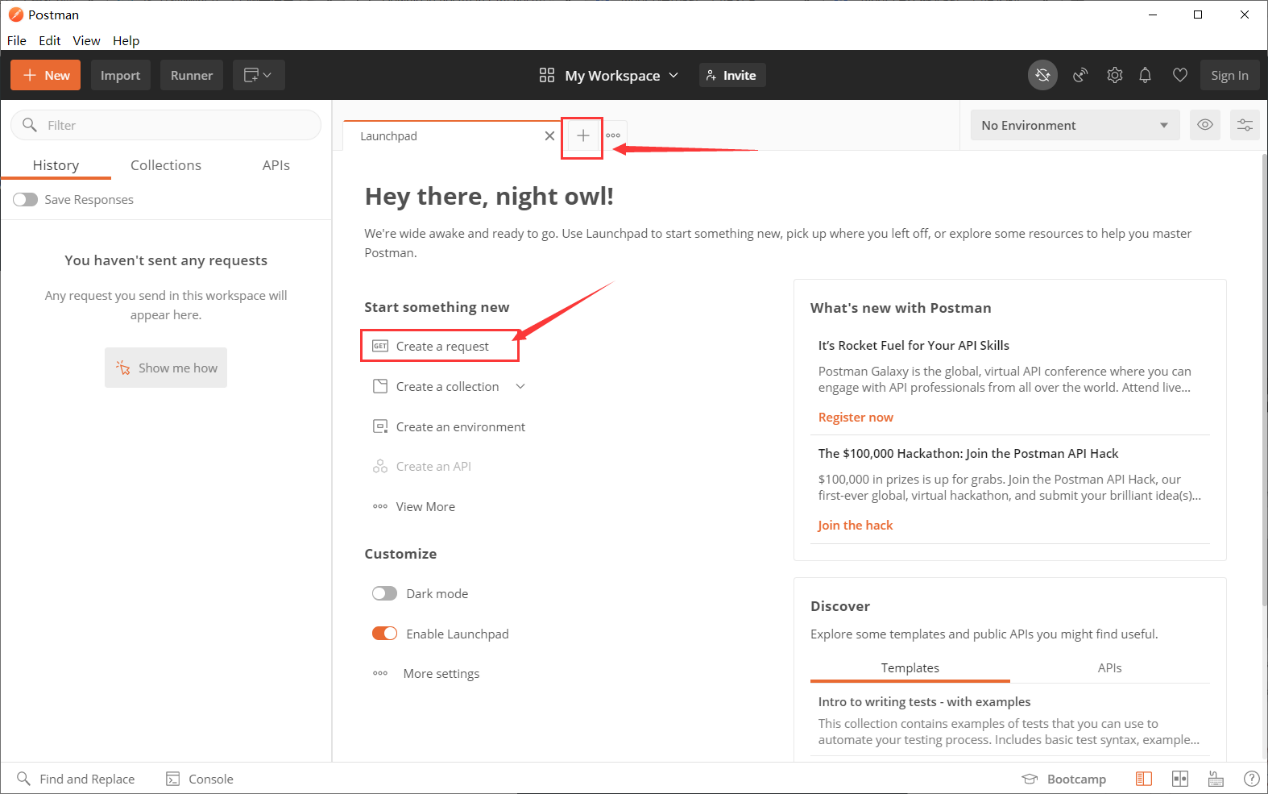 Postman
File Edit View Help
New Import Runner My Workspace Invite Sign In
Filter
History Collections APIs
Save Responses
You haven't sent any requests
Any request you send in this workspace will
appear here.
Show me how
Launchpad
No Environment
Hey there, night owl!
We're wide awake and ready to go. Use Launchpad to start something new, pick up where you left off, or explore some resources to help you master
Postman.
Start something new
GET Create a request
Create a collection
Create an environment
Create an API
View More
Customize
Dark mode
Enable Launchpad
More settings
What's new with Postman
It's Rocket Fuel for Your API Skills
Postman Galaxy is the global, virtual API conference where you can
engage with API professionals from all over the world. Attend live...
Register now
The $100,000 Hackathon: Join the Postman API Hack
$100,000 in prizes is up for grabs. Join the Postman API Hack, our
first-ever global, virtual hackathon, and submit your brilliant idea(s)...
Join the hack
Discover
Explore some templates and public APIs you might find useful.
Templates APIs
Intro to writing tests - with examples
This collection contains examples of tests that you can use to
automate your testing process. Includes basic test syntax, example...
Find and Replace Console Bootcamp